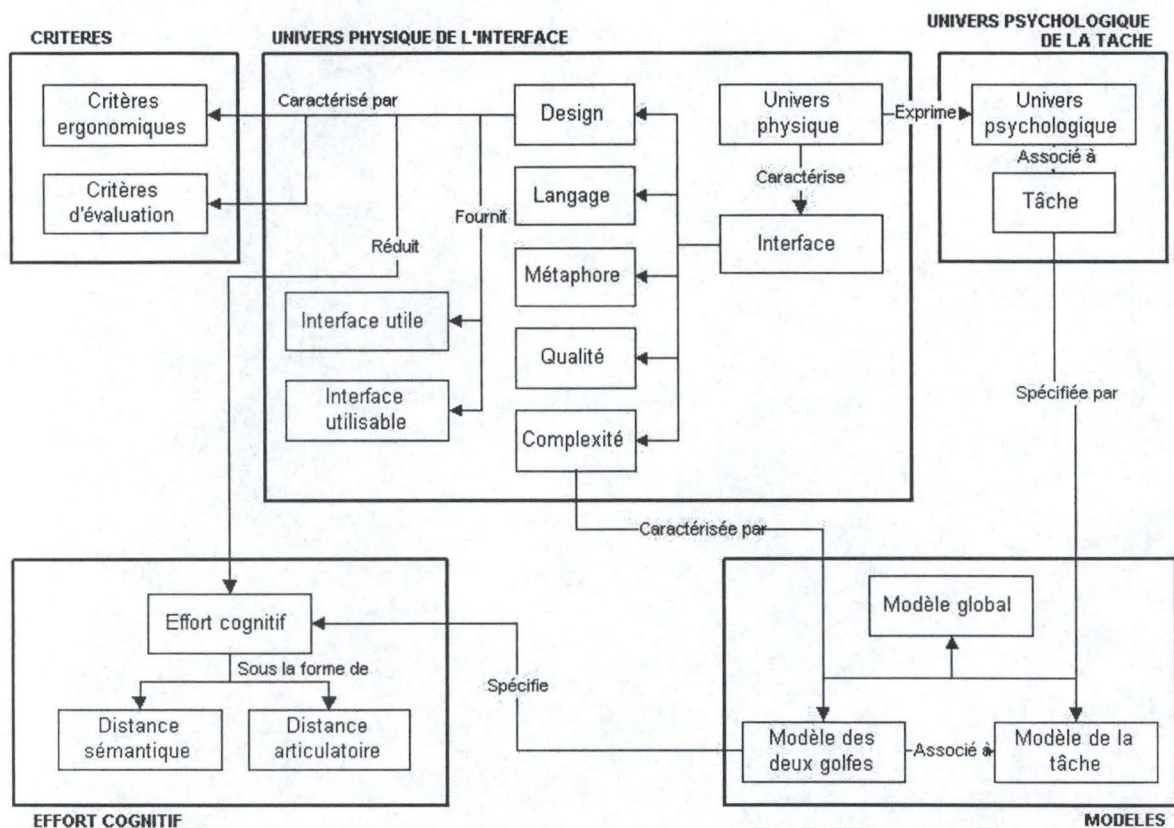 UNIVERS PSYCHOLOGIQUE
DE LA TACHE
CRITERES
UNIVERS PHYSIQUE DE L'INTERFACE
Critères
ergonomiques
Caractérisé par
Design
Univers
physique
Exprime
Univers
psychologique
Associé à
Critères
d'évaluation
Langage
Caractérise
Tâche
Fournit
Réduit
Interface
Métaphore
Interface utile
Qualité
Interface
utilisable
Spécifiée par
Complexité
Caractérisée par
Effort cognitif
Modèle global
Sous la forme de
Spécifie
Distance
sémantique
Distance
articulatoire
Modèle des
deux golfes
Associé à
Modèle de la
tâche
EFFORT COGNITIF
MODELES